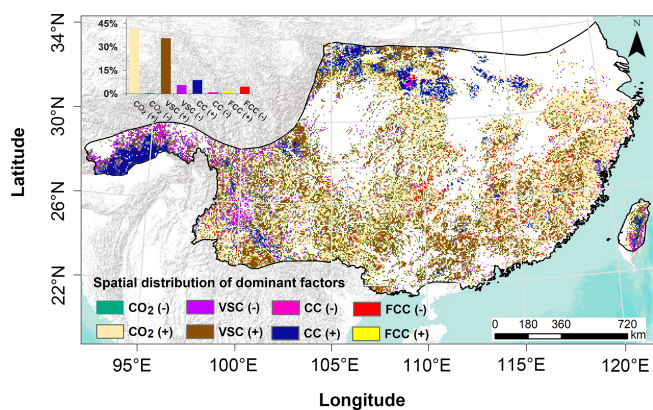 45%
30%
15%
0%
CO2 (+)
CO2 (-)
VSC (+)
VSC (-)
CC (+)
CC (-)
FCC (+)
FCC (-)
N
34°N
30°N
26°N
22°N
Latitude
Spatial distribution of dominant factors
CO2 (-) VSC (-) CC (-) FCC (-)
CO2 (+) VSC (+) CC (+) FCC (+)
0 180 360 720
km
95°E 100°E 105°E 110°E 115°E 120°E
Longitude